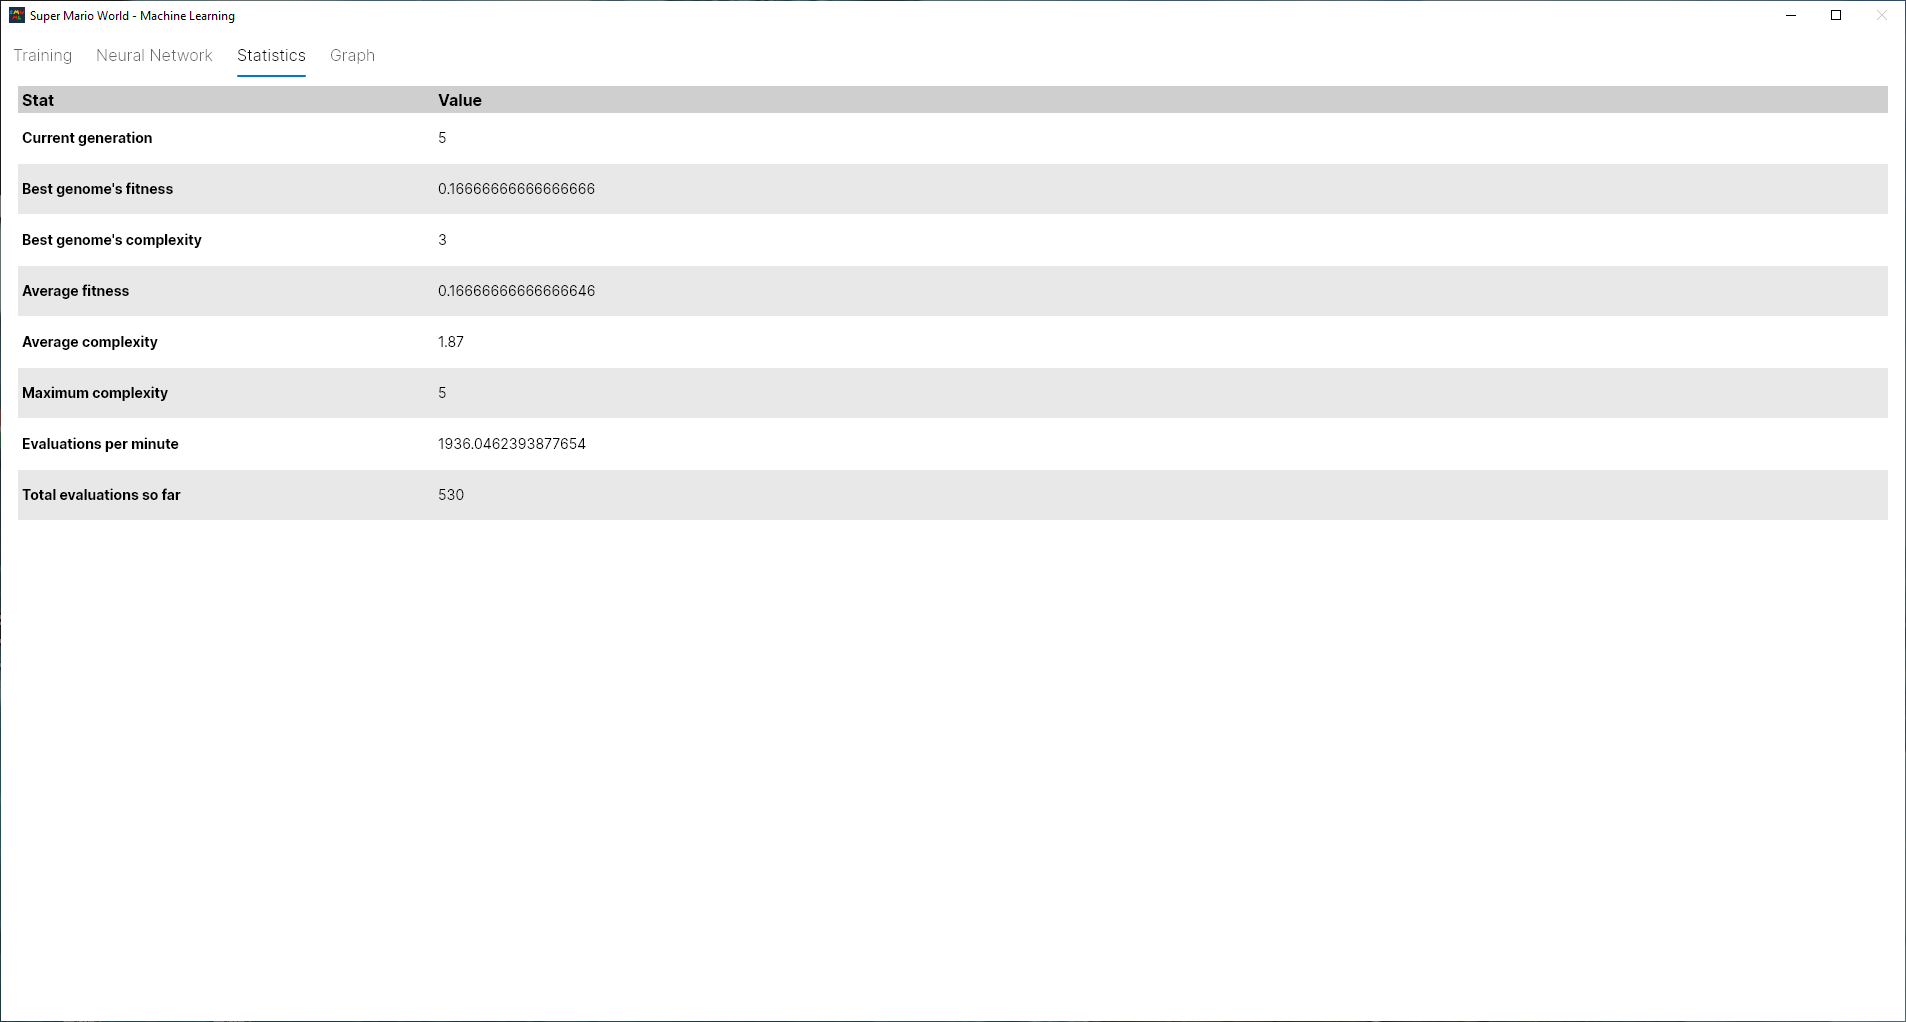 Super Mario World - Machine Learning
Training Neural Network Statistics Graph
Stat Value
Current generation 5
Best genome's fitness 0.16666666666666666
Best genome's complexity 3
Average fitness 0.16666666666666646
Average complexity 1.87
Maximum complexity 5
Evaluations per minute 1936.0462393877654
Total evaluations so far 530